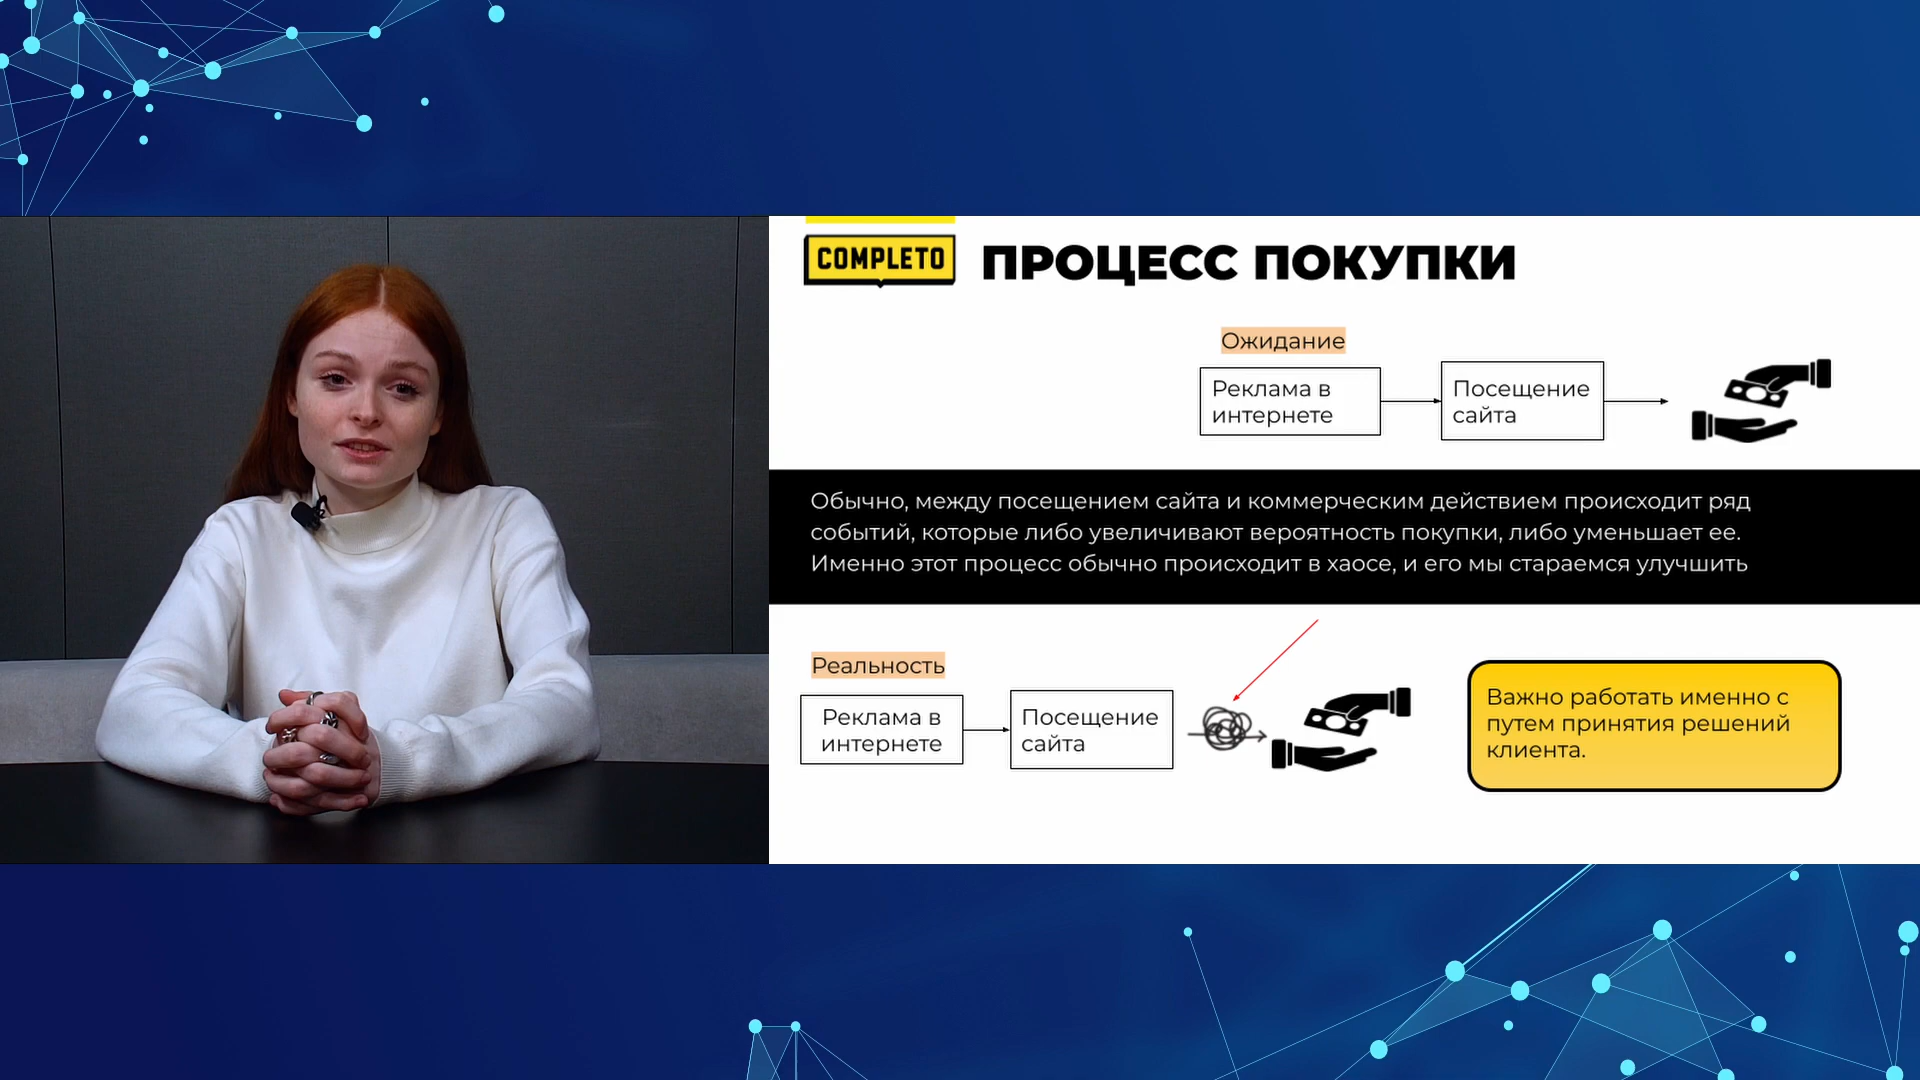 COMPLETO
ПРОЦЕСС ПОКУПКИ
Ожидание
Реклама в
интернете
Посещение
сайта
Обычно, между посещением сайта и коммерческим действием происходит ряд
событий, которые либо увеличивают вероятность покупки, либо уменьшает ее.
Именно этот процесс обычно происходит в хаосе, и его мы стараемся улучшить
Реальность
Реклама в
интернете
Посещение
сайта
Важно работать именно с
путем принятия решений
клиента.